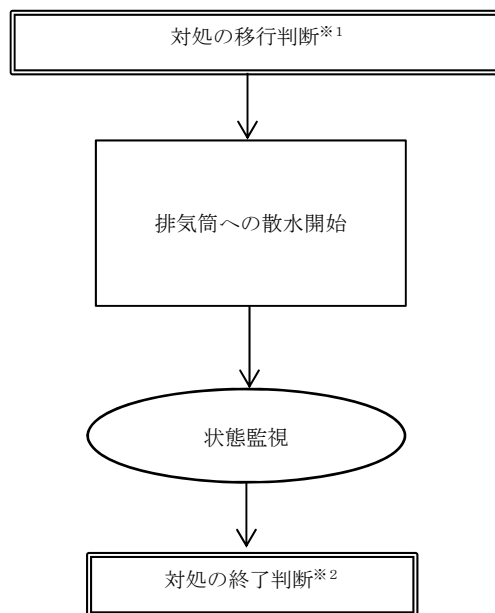 対処の移行判断※1
排気筒への散水開始
状態監視
対処の終了判断※2